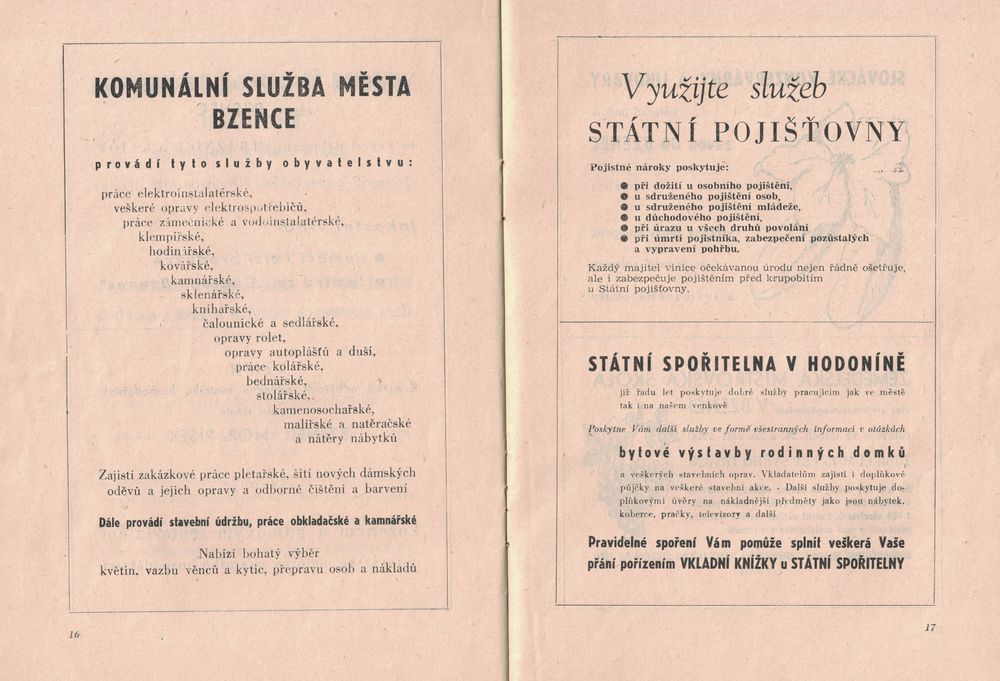 KOMUNÁLNÍ SLUŽBA MĚSTA
BZENCE
provádí tyto služby obyvatelstvu:
práce elektroinstalatérské,
veškeré opravy elektrospotřebičů,
práce zámečnické a vodoinstalatérské,
klempířské,
hodinářské,
kovářské,
kamnářské,
sklenářské,
knihařské,
čalounické a sedlářské,
opravy rolet,
opravy autoplášťů a duší,
práce kolářské,
bednářské,
stolářské,
kamenosochařské,
malířské a natěračské
a nátěry nábytků
Zajistí zakázkové práce pletařské, šití nových dámských
oděvů a jejich opravy a odborné čištění a barvení
Dále provádí stavební údržbu, práce obkladačské a kamnářské
Nabízí bohatý výběr
květin, vazbu věnců a kytic, přepravu osob a nákladů
16
Využijte služeb
STÁTNÍ POJIŠŤOVNY
Pojistné nároky poskytuje:
● při dožití u osobního pojištění,
● u sdruženého pojištění osob,
● u sdruženého pojištění mládeže,
● u důchodového pojištění,
● při úrazu u všech druhů povolání
● při úmrtí pojistníka, zabezpečení pozůstalých
a vypravení pohřbu.
Každý majitel vinice očekávanou úrodu nejen řádně ošetřuje,
ale i zabezpečuje pojištěním před krupobitím
u Státní pojišťovny.
STÁTNÍ SPOŘITELNA V HODONÍNĚ
již řadu let poskytuje dobré služby pracujícím jak ve městě
tak i na našem venkově
Poskytne Vám další služby ve formě všestranných informací v otázkách
bytové výstavby rodinných domků
a veškerých stavebních oprav. Vkladatelům zajistí i doplňkové
půjčky na veškeré stavební akce. - Další služby poskytuje do-
plňkovými úvěry na nákladnější předměty jako jsou nábytek,
koberce, pračky, televizory a další
Pravidelné spoření Vám pomůže splnit veškerá Vaše
přání pořízením VKLADNÍ KNÍŽKY u STÁTNÍ SPOŘITELNY
17